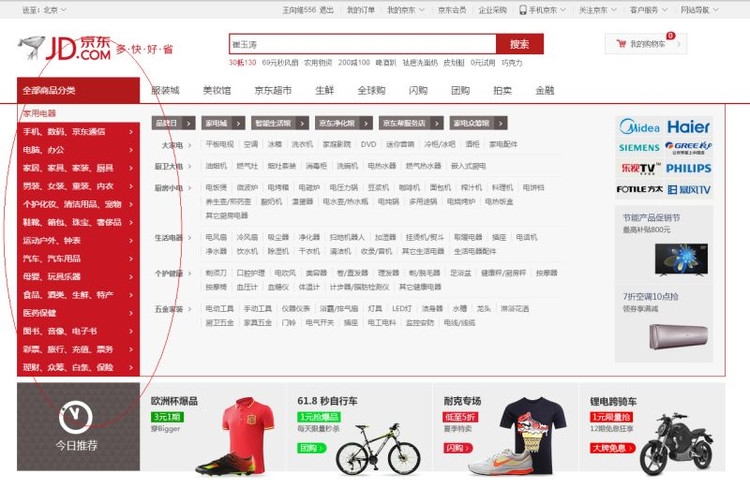 送至：北京
王向维556 退出
我的订单
我的京东
京东会员
企业采购
手机京东
关注京东
客户服务
网站导航
JD.COM 京东
多·快·好·省
崔玉涛
搜索
我的购物车
0
30低130 69元秒风扇 农用物资 200减100 啤酒趴 祛痘洗面奶 皮划艇 0元试用 巧克力
全部商品分类
服装城 美妆馆 京东超市 生鲜 全球购 闪购 团购 拍卖 金融
家用电器
手机、数码、京东通信
电脑、办公
家居、家具、家装、厨具
男装、女装、童装、内衣
个护化妆、清洁用品、宠物
鞋靴、箱包、珠宝、奢侈品
运动户外、钟表
汽车、汽车用品
母婴、玩具乐器
食品、酒类、生鲜、特产
医药保健
图书、音像、电子书
彩票、旅行、充值、票务
理财、众筹、白条、保险
品牌日 家电城 智能生活馆 京东净化馆 京东帮服务店 家电众筹馆
大家电 平板电视 空调 冰箱 洗衣机 家庭影院 DVD 迷你音响 冷柜/冰吧 酒柜 家电配件
厨卫大电 油烟机 燃气灶 烟灶套装 消毒柜 洗碗机 电热水器 燃气热水器 嵌入式厨电
厨房小电 电饭煲 微波炉 电烤箱 电磁炉 电压力锅 豆浆机 咖啡机 面包机 榨汁机 料理机 电饼铛
养生壶/煎药壶 酸奶机 煮蛋器 电水壶/热水瓶 电炖锅 多用途锅 电烧烤炉 电热饭盒
其它厨房电器
生活电器 电风扇 冷风扇 吸尘器 净化器 扫地机器人 加湿器 挂烫机/熨斗 取暖电器 插座 电话机
净水器 饮水机 除湿机 干衣机 清洁机 收录/音机 其它生活电器 生活电器配件
个护健康 剃须刀 口腔护理 电吹风 美容器 卷/直发器 理发器 剃/脱毛器 足浴盆 健康秤/厨房秤 按摩器
按摩椅 血压计 血糖仪 体温计 计步器/脂肪检测仪 其它健康电器
五金家装 电动工具 手动工具 仪器仪表 浴霸/排气扇 灯具 LED灯 洁身器 水槽 龙头 淋浴花洒
厨卫五金 家具五金 门铃 电气开关 插座 电工电料 监控安防 电线/线缆
Midea Haier
SIEMENS GREE格力
乐视TV PHILIPS
FOTILE方太 暴风TV
节能产品促销节
最高补贴800元
7折空调10点抢
领券享满减
今日推荐
欧洲杯爆品
3元1期
穿Bigger
61.8 秒自行车
1元抢爆品
每天限量秒杀
团购
耐克专场
低至5折
夏季特卖
闪购
锂电跨骑车
1元限量抢
12期免息狂享
大牌免息